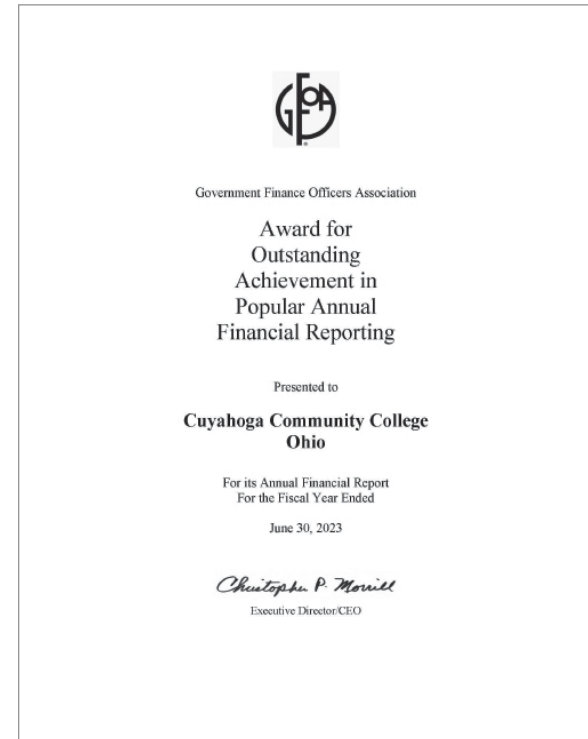 GFOA
Government Finance Officers Association
Award for
Outstanding
Achievement in
Popular Annual
Financial Reporting
Presented to
Cuyahoga Community College
Ohio
For its Annual Financial Report
For the Fiscal Year Ended
June 30, 2023
Christopher P. Morrill
Executive Director/CEO